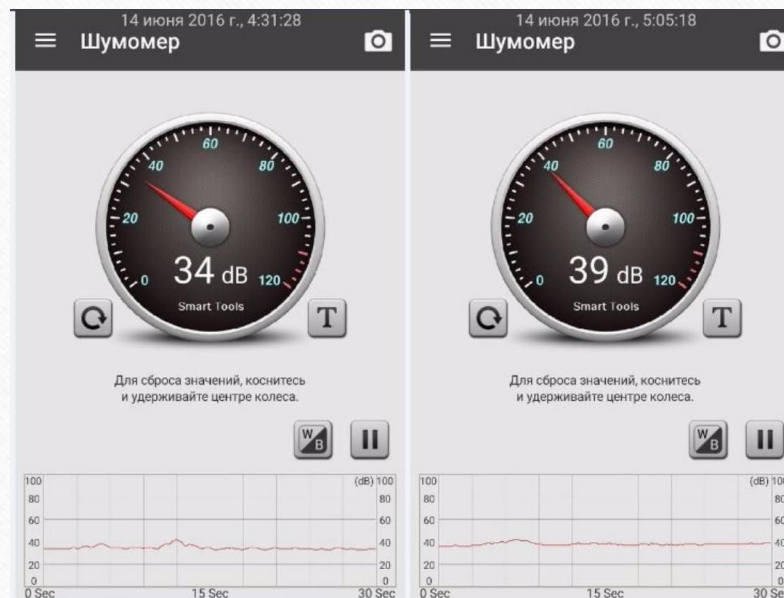 14 июня 2016 г., 4:31:28
Шумомер
60
40
80
20
100
0
120
34 dB
Smart Tools
T
Для сброса значений, коснитесь
и удерживайте центре колеса.
W
B
100 (dB) 100
80 80
60 60
40 40
20 20
0 0
0 Sec 15 Sec 30 Sec
14 июня 2016 г., 5:05:18
Шумомер
60
40
80
20
100
0
120
39 dB
Smart Tools
T
Для сброса значений, коснитесь
и удерживайте центре колеса.
W
B
100 (dB)
80 80
60 60
40 40
20 20
0 0
0 Sec 15 Sec 30 Sec